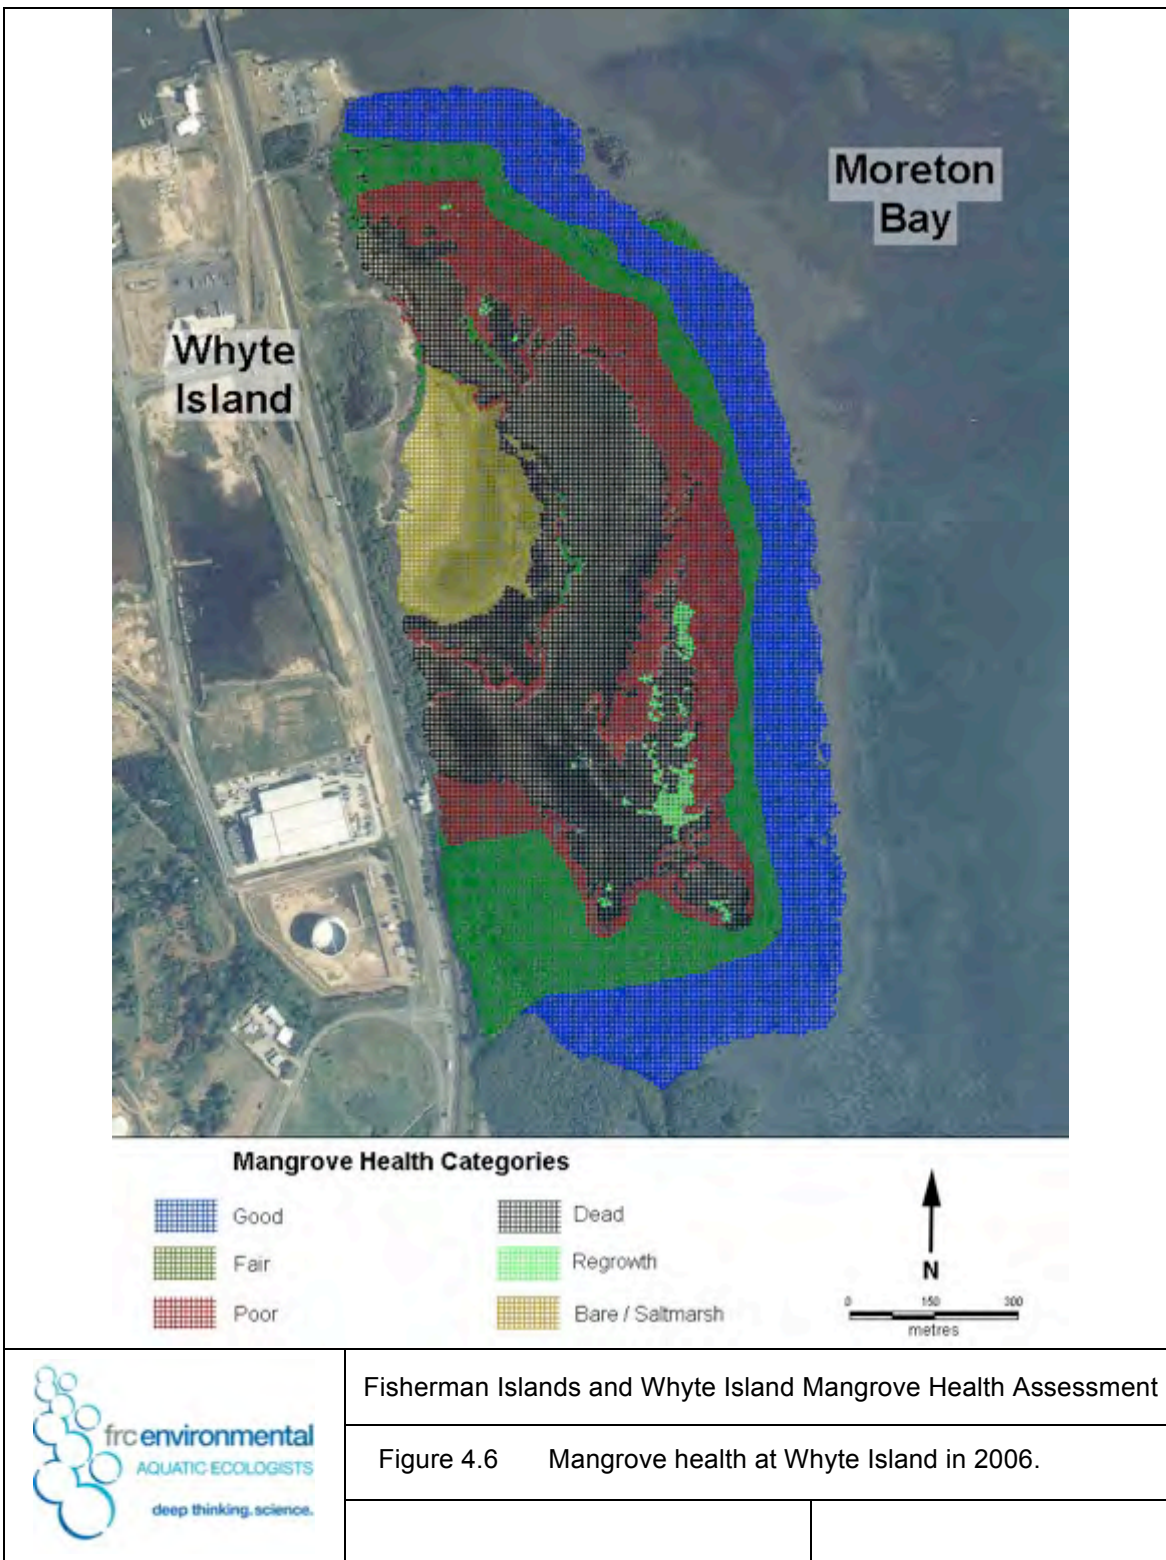 Moreton
Bay
Whyte
Island
Mangrove Health Categories
Good
Fair
Poor
Dead
Regrowth
Bare / Saltmarsh
N
0 150 300
metres
frc environmental
AQUATIC ECOLOGISTS
deep thinking. science.
Fisherman Islands and Whyte Island Mangrove Health Assessment
Figure 4.6 Mangrove health at Whyte Island in 2006.